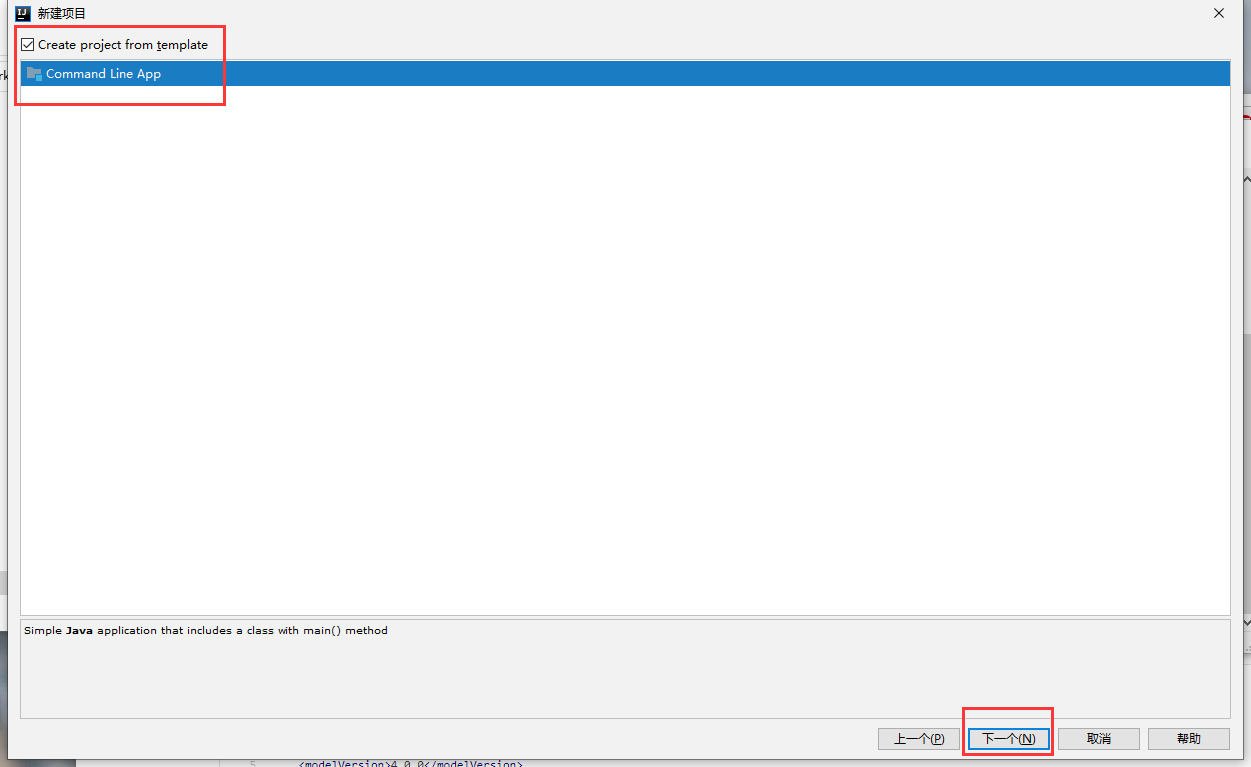 新建项目
Create project from template
Command Line App
Simple Java application that includes a class with main() method
上一个(P) 下一个(N) 取消 帮助
5 <modelVersion>4.0.0</modelVersion>